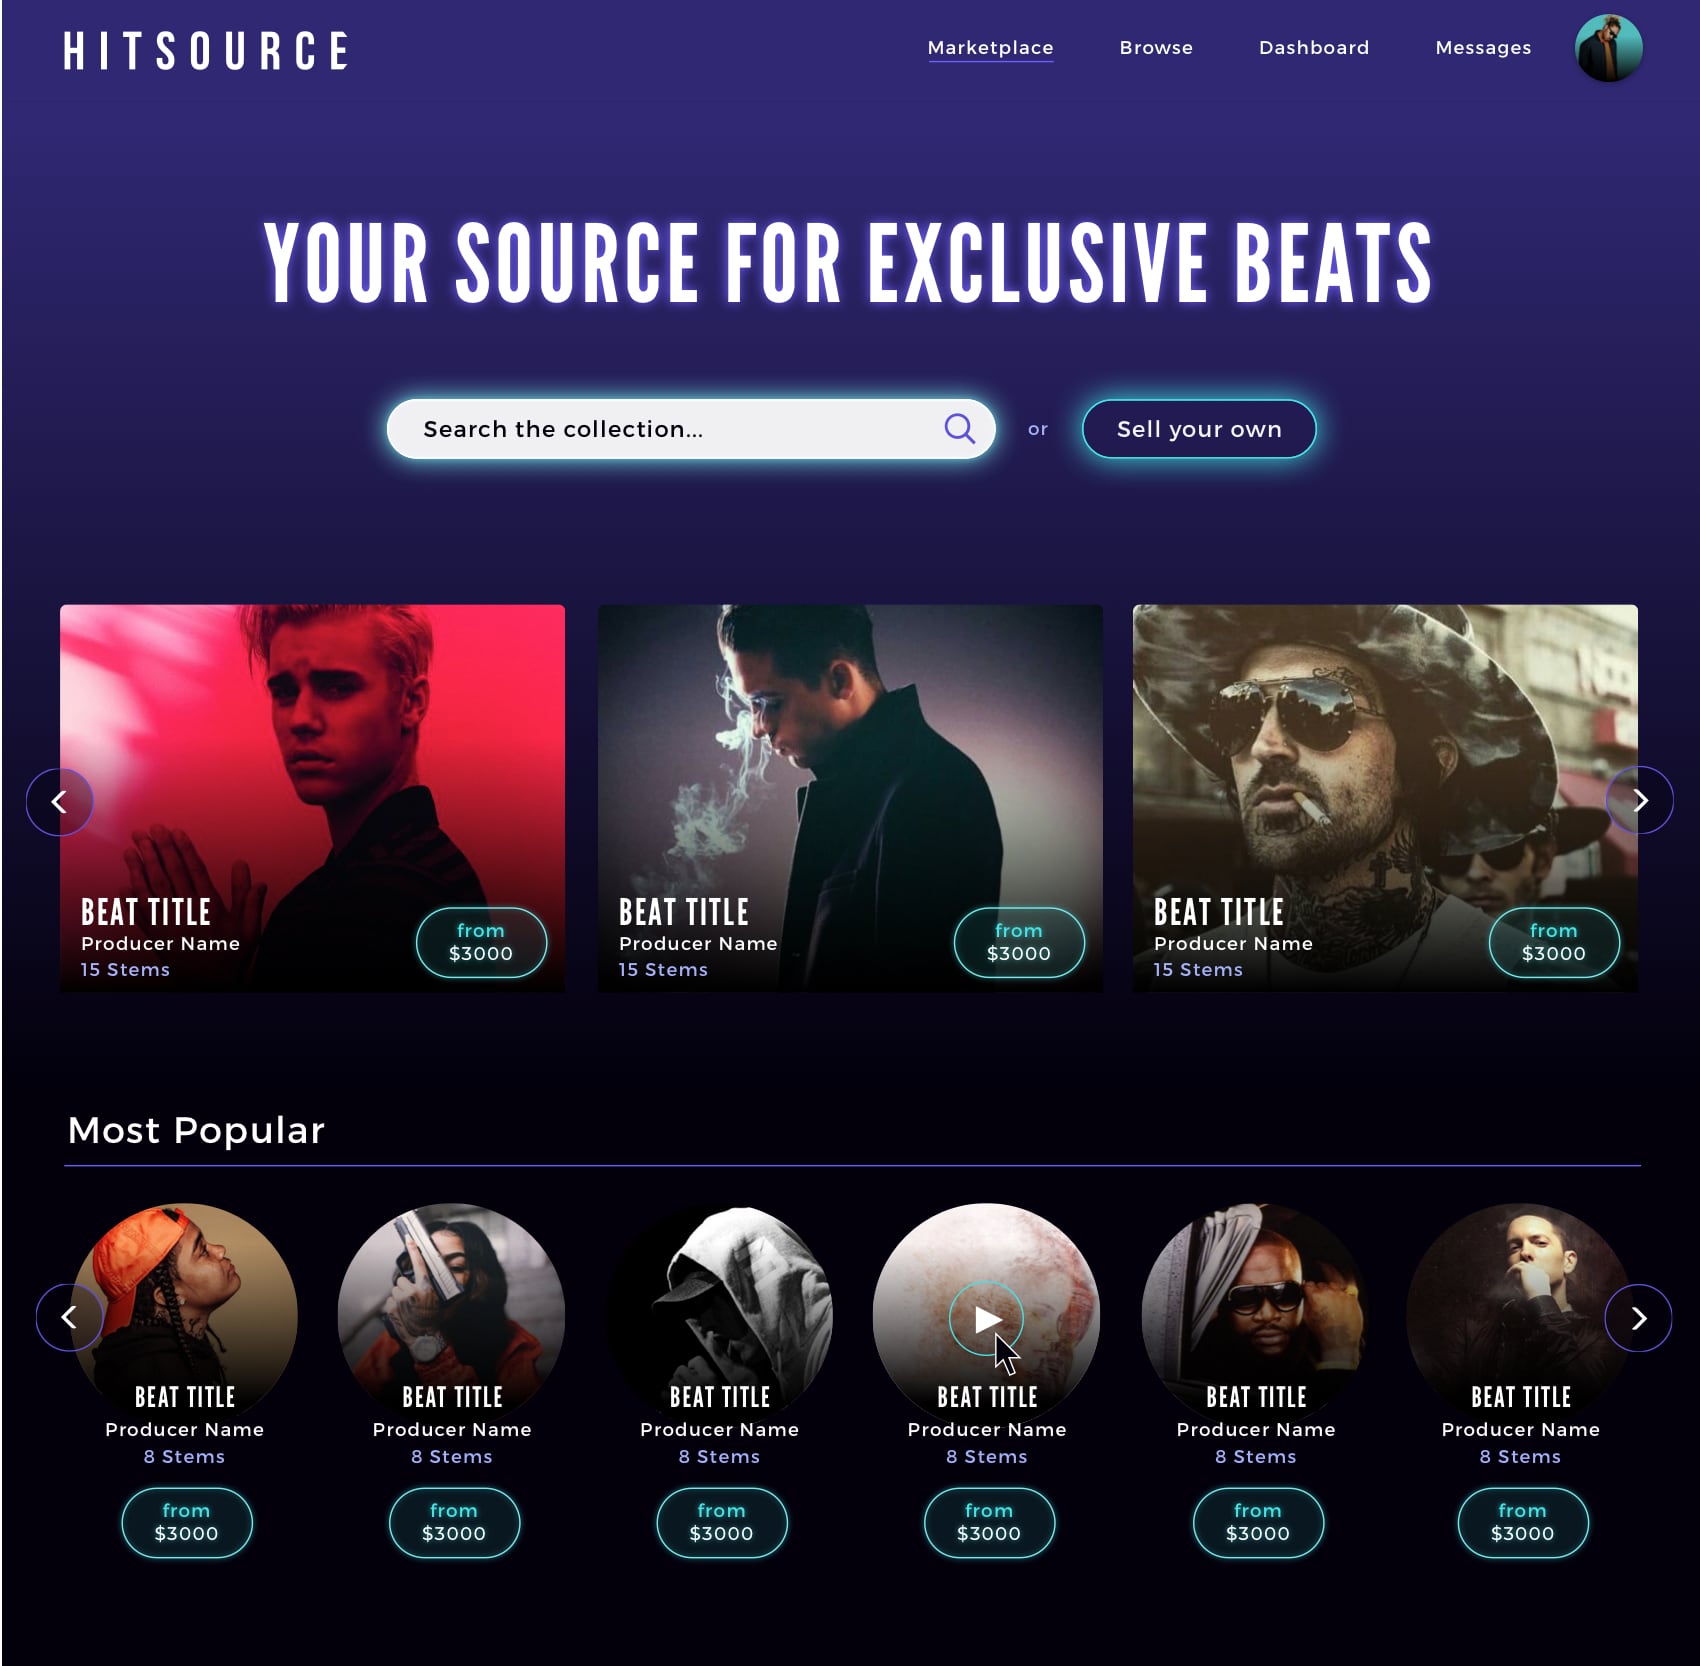 HITSOURCE
Marketplace
Browse
Dashboard
Messages
YOUR SOURCE FOR EXCLUSIVE BEATS
Search the collection...
or
Sell your own
BEAT TITLE
Producer Name
15 Stems
from
$3000
BEAT TITLE
Producer Name
15 Stems
from
$3000
BEAT TITLE
Producer Name
15 Stems
from
$3000
Most Popular
BEAT TITLE
Producer Name
8 Stems
from
$3000
BEAT TITLE
Producer Name
8 Stems
from
$3000
BEAT TITLE
Producer Name
8 Stems
from
$3000
BEAT TITLE
Producer Name
8 Stems
from
$3000
BEAT TITLE
Producer Name
8 Stems
from
$3000
BEAT TITLE
Producer Name
8 Stems
from
$3000